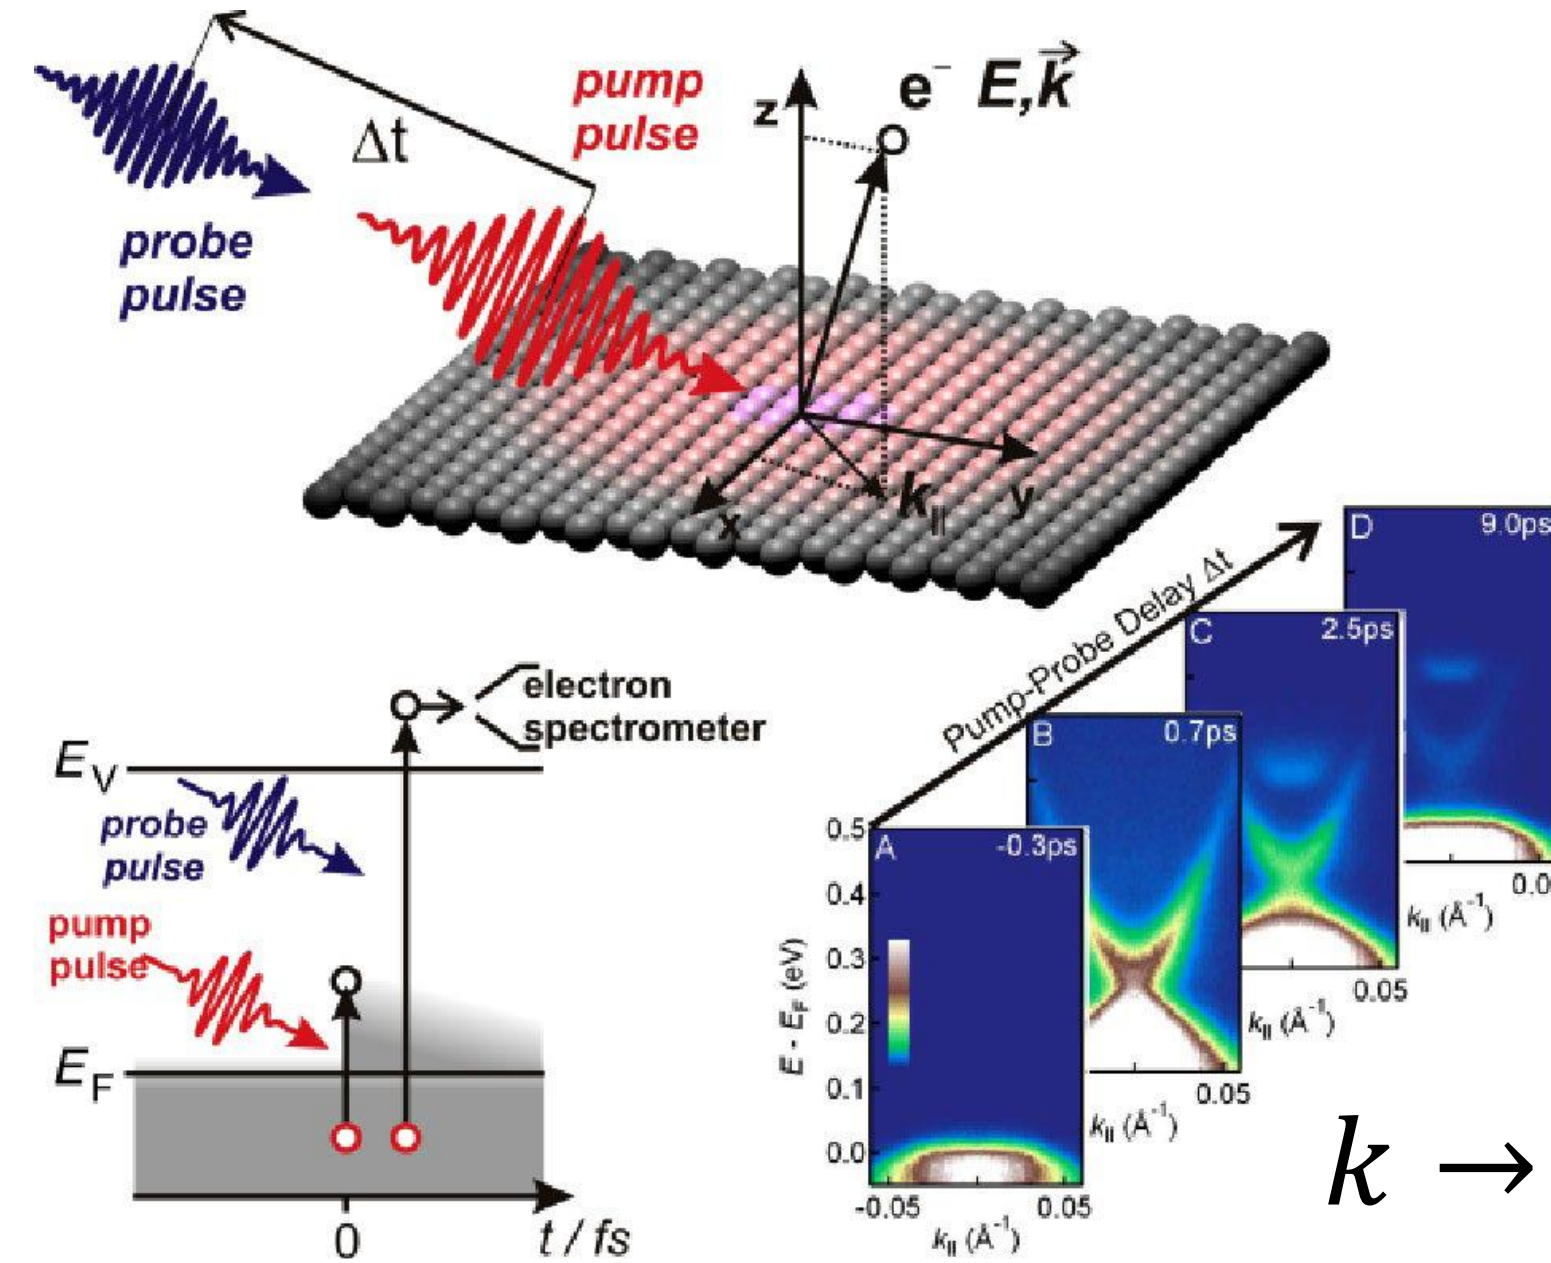 probe
pulse
Δt
pump
pulse
z
e⁻ E,k⃗
x
k||
y
electron
spectrometer
E_V
probe
pulse
pump
pulse
E_F
0
t / fs
Pump-Probe Delay Δt
D 9.0ps
C 2.5ps
B 0.7ps
A -0.3ps
0.5
0.4
0.3
0.2
0.1
0.0
E - E_F (eV)
-0.05 0.05
k|| (Å⁻¹)
0.05
k|| (Å⁻¹)
0.05
k|| (Å⁻¹)
0.0
k|| (Å⁻¹)
k →